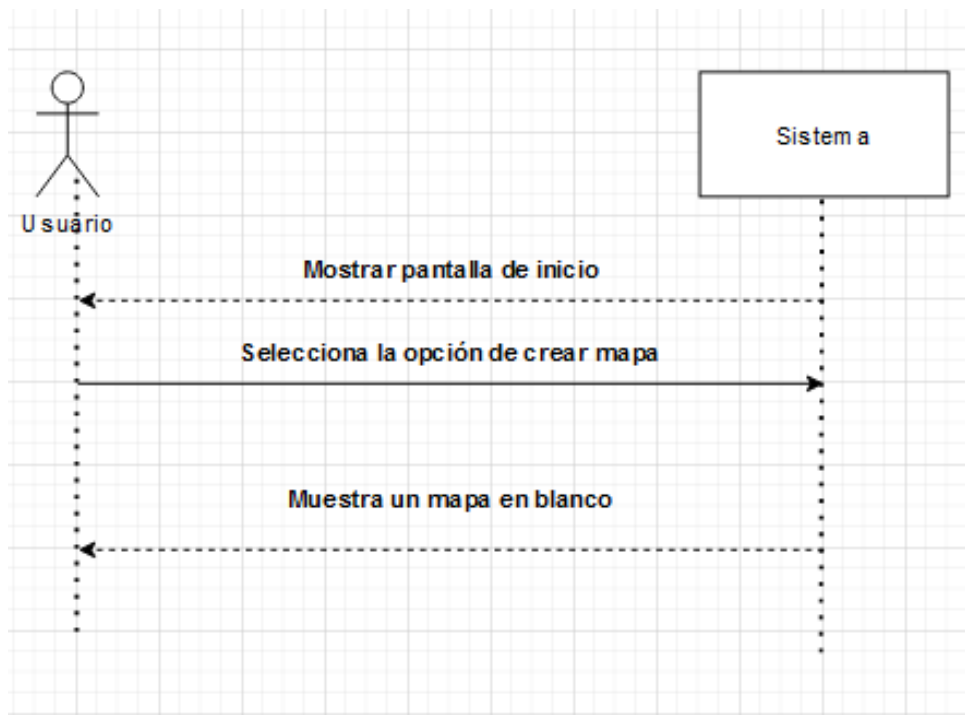 Sistema
Usuário
Mostrar pantalla de inicio
Selecciona la opción de crear mapa
Muestra un mapa en blanco